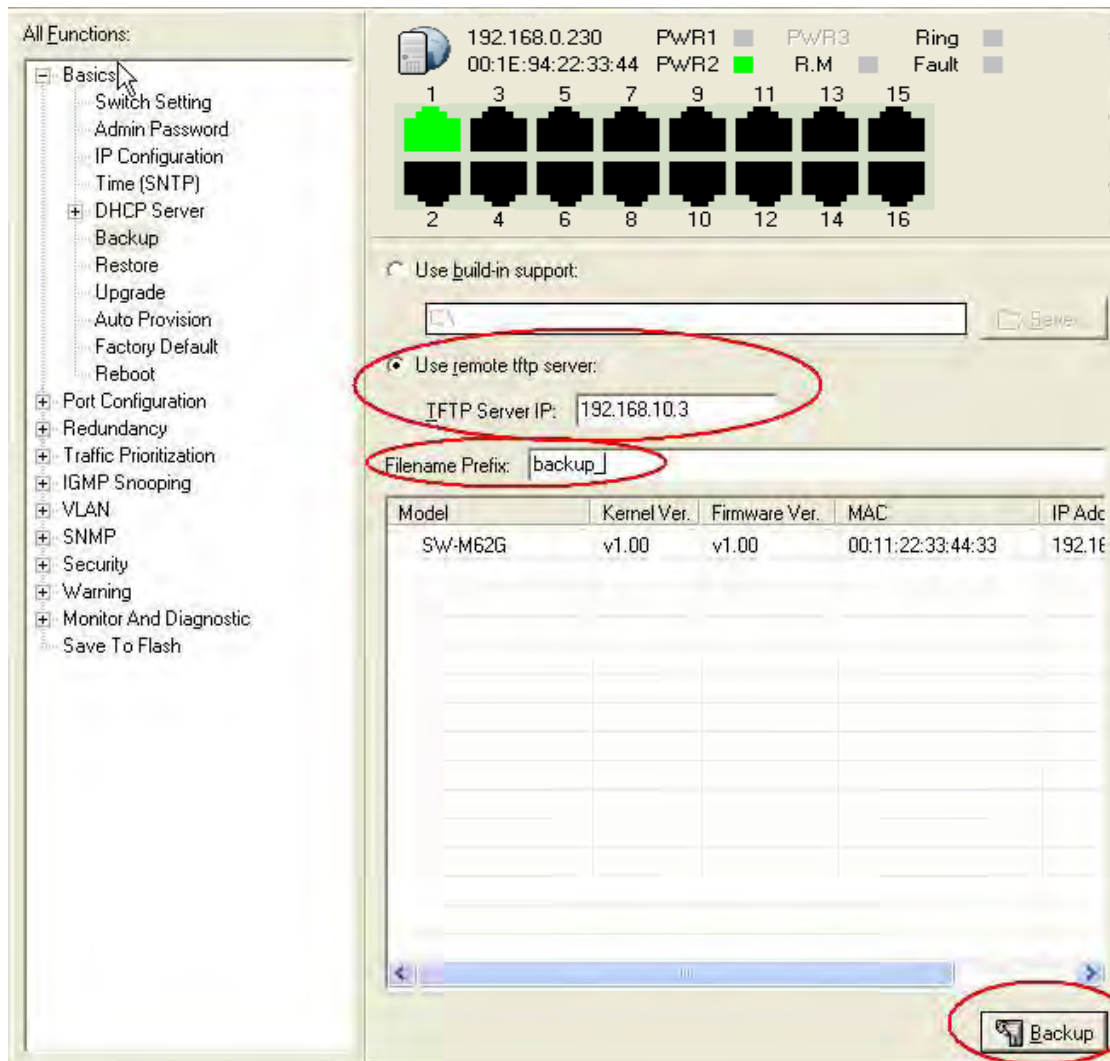 All Functions:
Basics
Switch Setting
Admin Password
IP Configuration
Time (SNTP)
DHCP Server
Backup
Restore
Upgrade
Auto Provision
Factory Default
Reboot
Port Configuration
Redundancy
Traffic Prioritization
IGMP Snooping
VLAN
SNMP
Security
Warning
Monitor And Diagnostic
Save To Flash
192.168.0.230 PWR1 PWR3 Ring
00:1E:94:22:33:44 PWR2 R.M Fault
1 3 5 7 9 11 13 15
2 4 6 8 10 12 14 16
Use build-in support:
C:\
Use remote tftp server:
TFTP Server IP: 192.168.10.3
Filename Prefix: backup_
Model Kernel Ver. Firmware Ver. MAC IP Adc
SW-M62G v1.00 v1.00 00:11:22:33:44:33 192.16
Backup